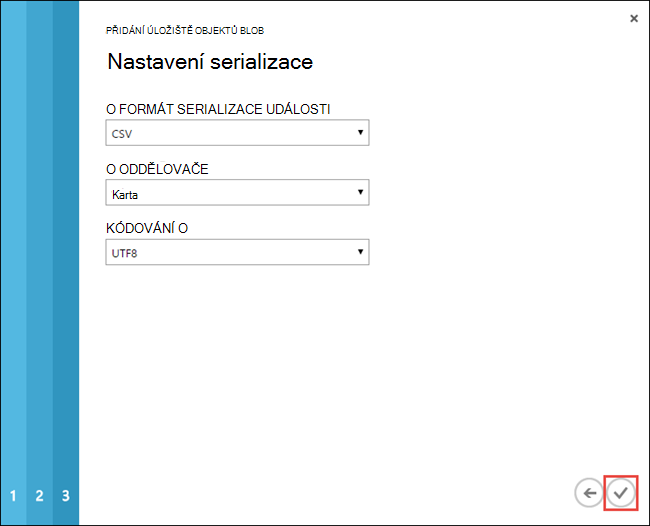 PŘIDÁNÍ ÚLOŽIŠTĚ OBJEKTŮ BLOB
Nastavení serializace
O FORMÁT SERIALIZACE UDÁLOSTI
CSV
O ODDĚLOVAČE
Karta
KÓDOVÁNÍ O
UTF8
1 2 3